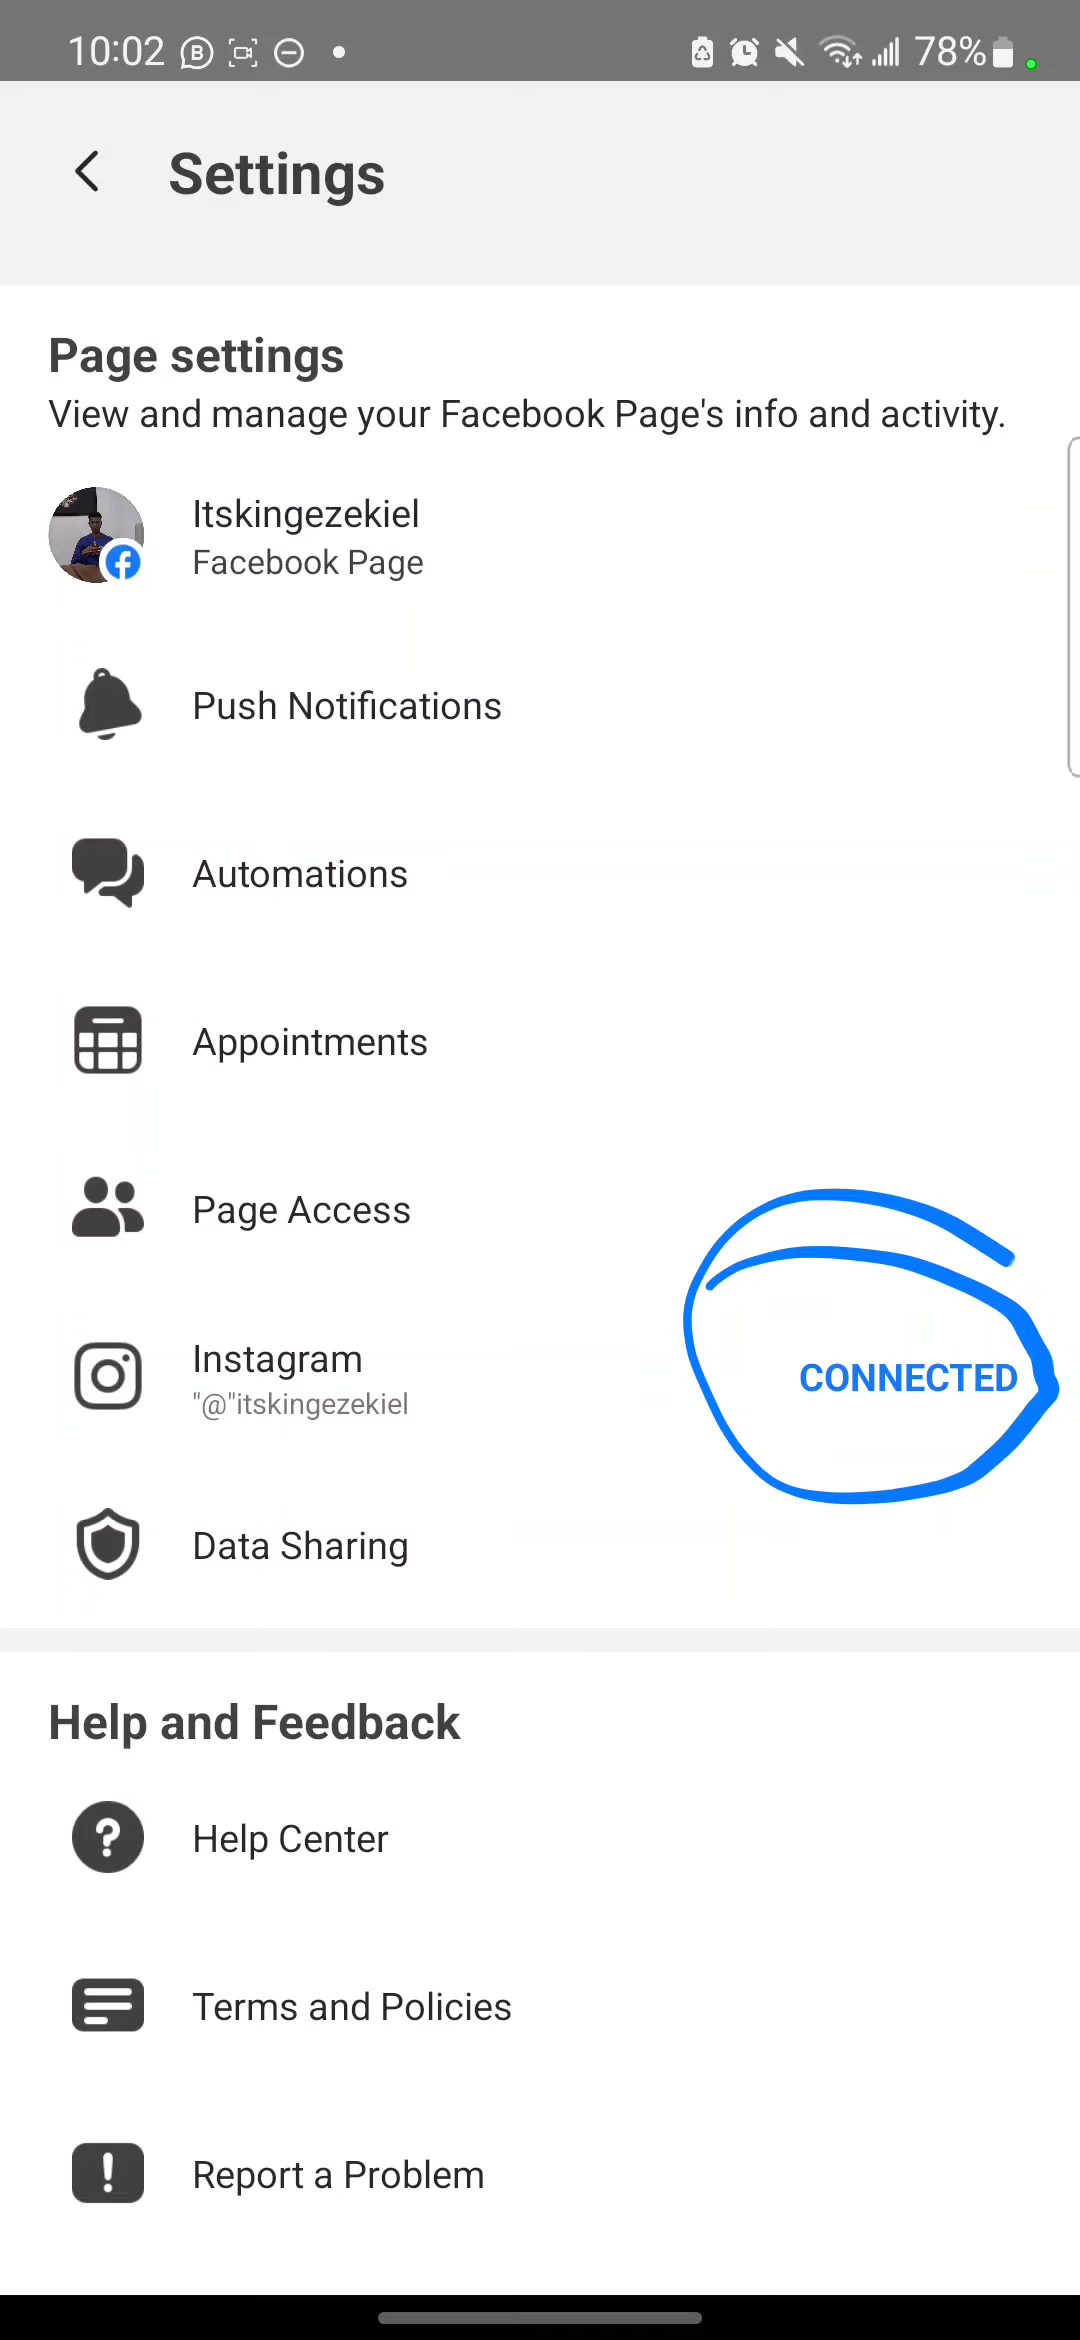 10:02 78%
Settings
Page settings
View and manage your Facebook Page's info and activity.
Itskingezekiel
Facebook Page
Push Notifications
Automations
Appointments
Page Access
Instagram
"@"itskingezekiel
CONNECTED
Data Sharing
Help and Feedback
Help Center
Terms and Policies
Report a Problem